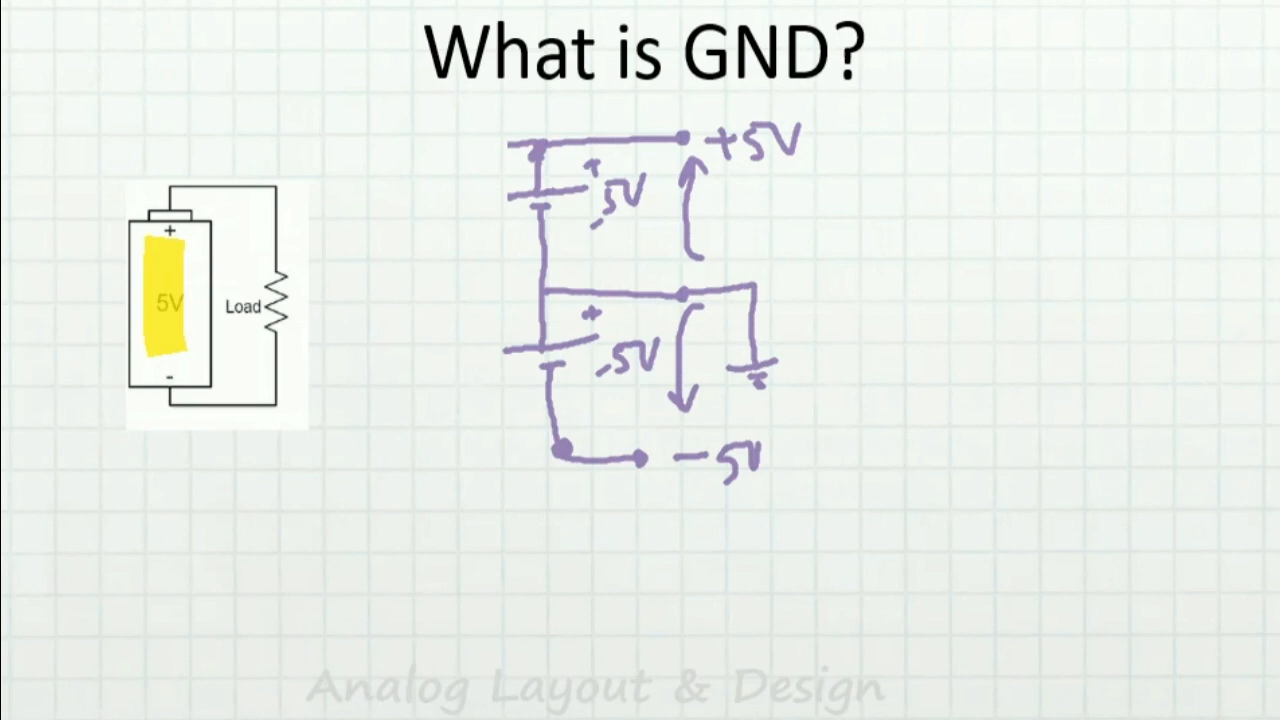 What is GND?
+5V
+
5V
-
+
5V
Load
-
+
5V
-
-5V
Analog Layout & Design